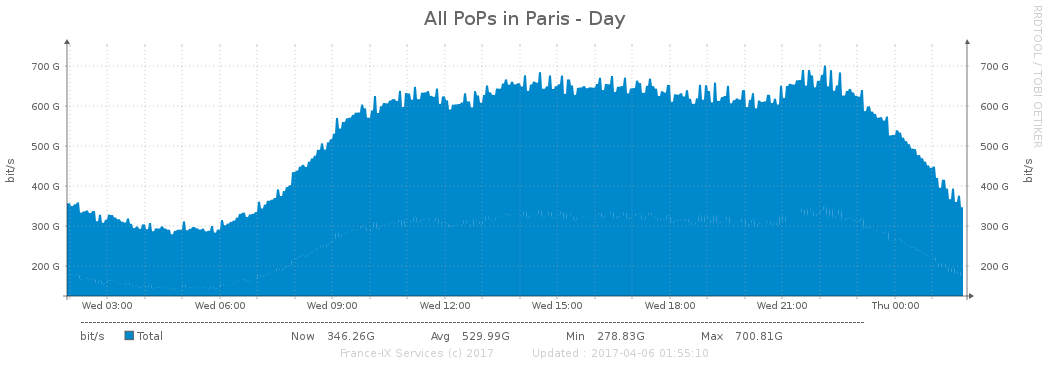 All PoPs in Paris - Day
RRDTOOL / TOBI OETIKER
bit/s
700 G
600 G
500 G
400 G
300 G
200 G
700 G
600 G
500 G
400 G
300 G
200 G
bit/s
Wed 03:00 Wed 06:00 Wed 09:00 Wed 12:00 Wed 15:00 Wed 18:00 Wed 21:00 Thu 00:00
bit/s Total Now 346.26G Avg 529.99G Min 278.83G Max 700.81G
France-IX Services (c) 2017 Updated : 2017-04-06 01:55:10